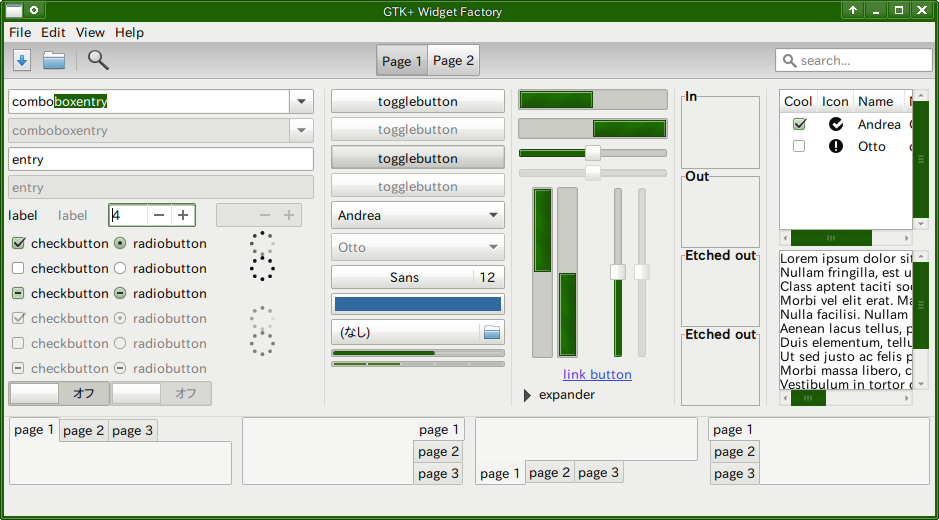 GTK+ Widget Factory
File Edit View Help
Page 1 Page 2
search...
comboboxentry
comboboxentry
entry
entry
label label 4
checkbutton radiobutton
checkbutton radiobutton
checkbutton radiobutton
checkbutton radiobutton
checkbutton radiobutton
checkbutton radiobutton
オフ オフ
togglebutton
togglebutton
togglebutton
togglebutton
Andrea
Otto
Sans 12
(なし)
link button
expander
In
Out
Etched out
Etched out
Cool Icon Name
Andrea
Otto
Lorem ipsum dolor sit
Nullam fringilla, est u
Class aptent taciti soc
Morbi vel elit erat. Ma
Nulla facilisi. Nullam
Aenean lacus tellus, p
Duis elementum, tellu
Ut sed justo ac felis p
Morbi massa libero, c
Vestibulum in tortor
page 1 page 2 page 3
page 1
page 2
page 3
page 1 page 2 page 3
page 1
page 2
page 3